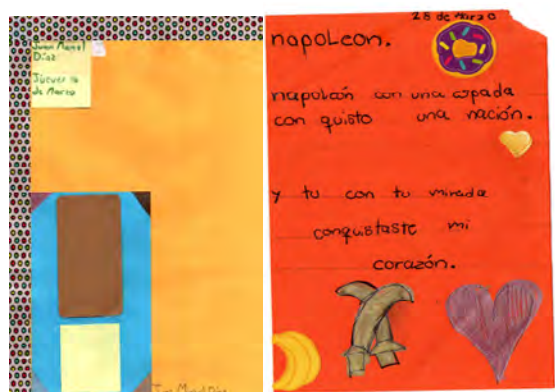 Juan Manuel
Díaz
Jueves 16
de Marzo
28 de Marzo
napoLeon.
napoleón con una espada
con quisto una nación.
y tu con tu mirada
conquistaste mi
corazón.
Díaz